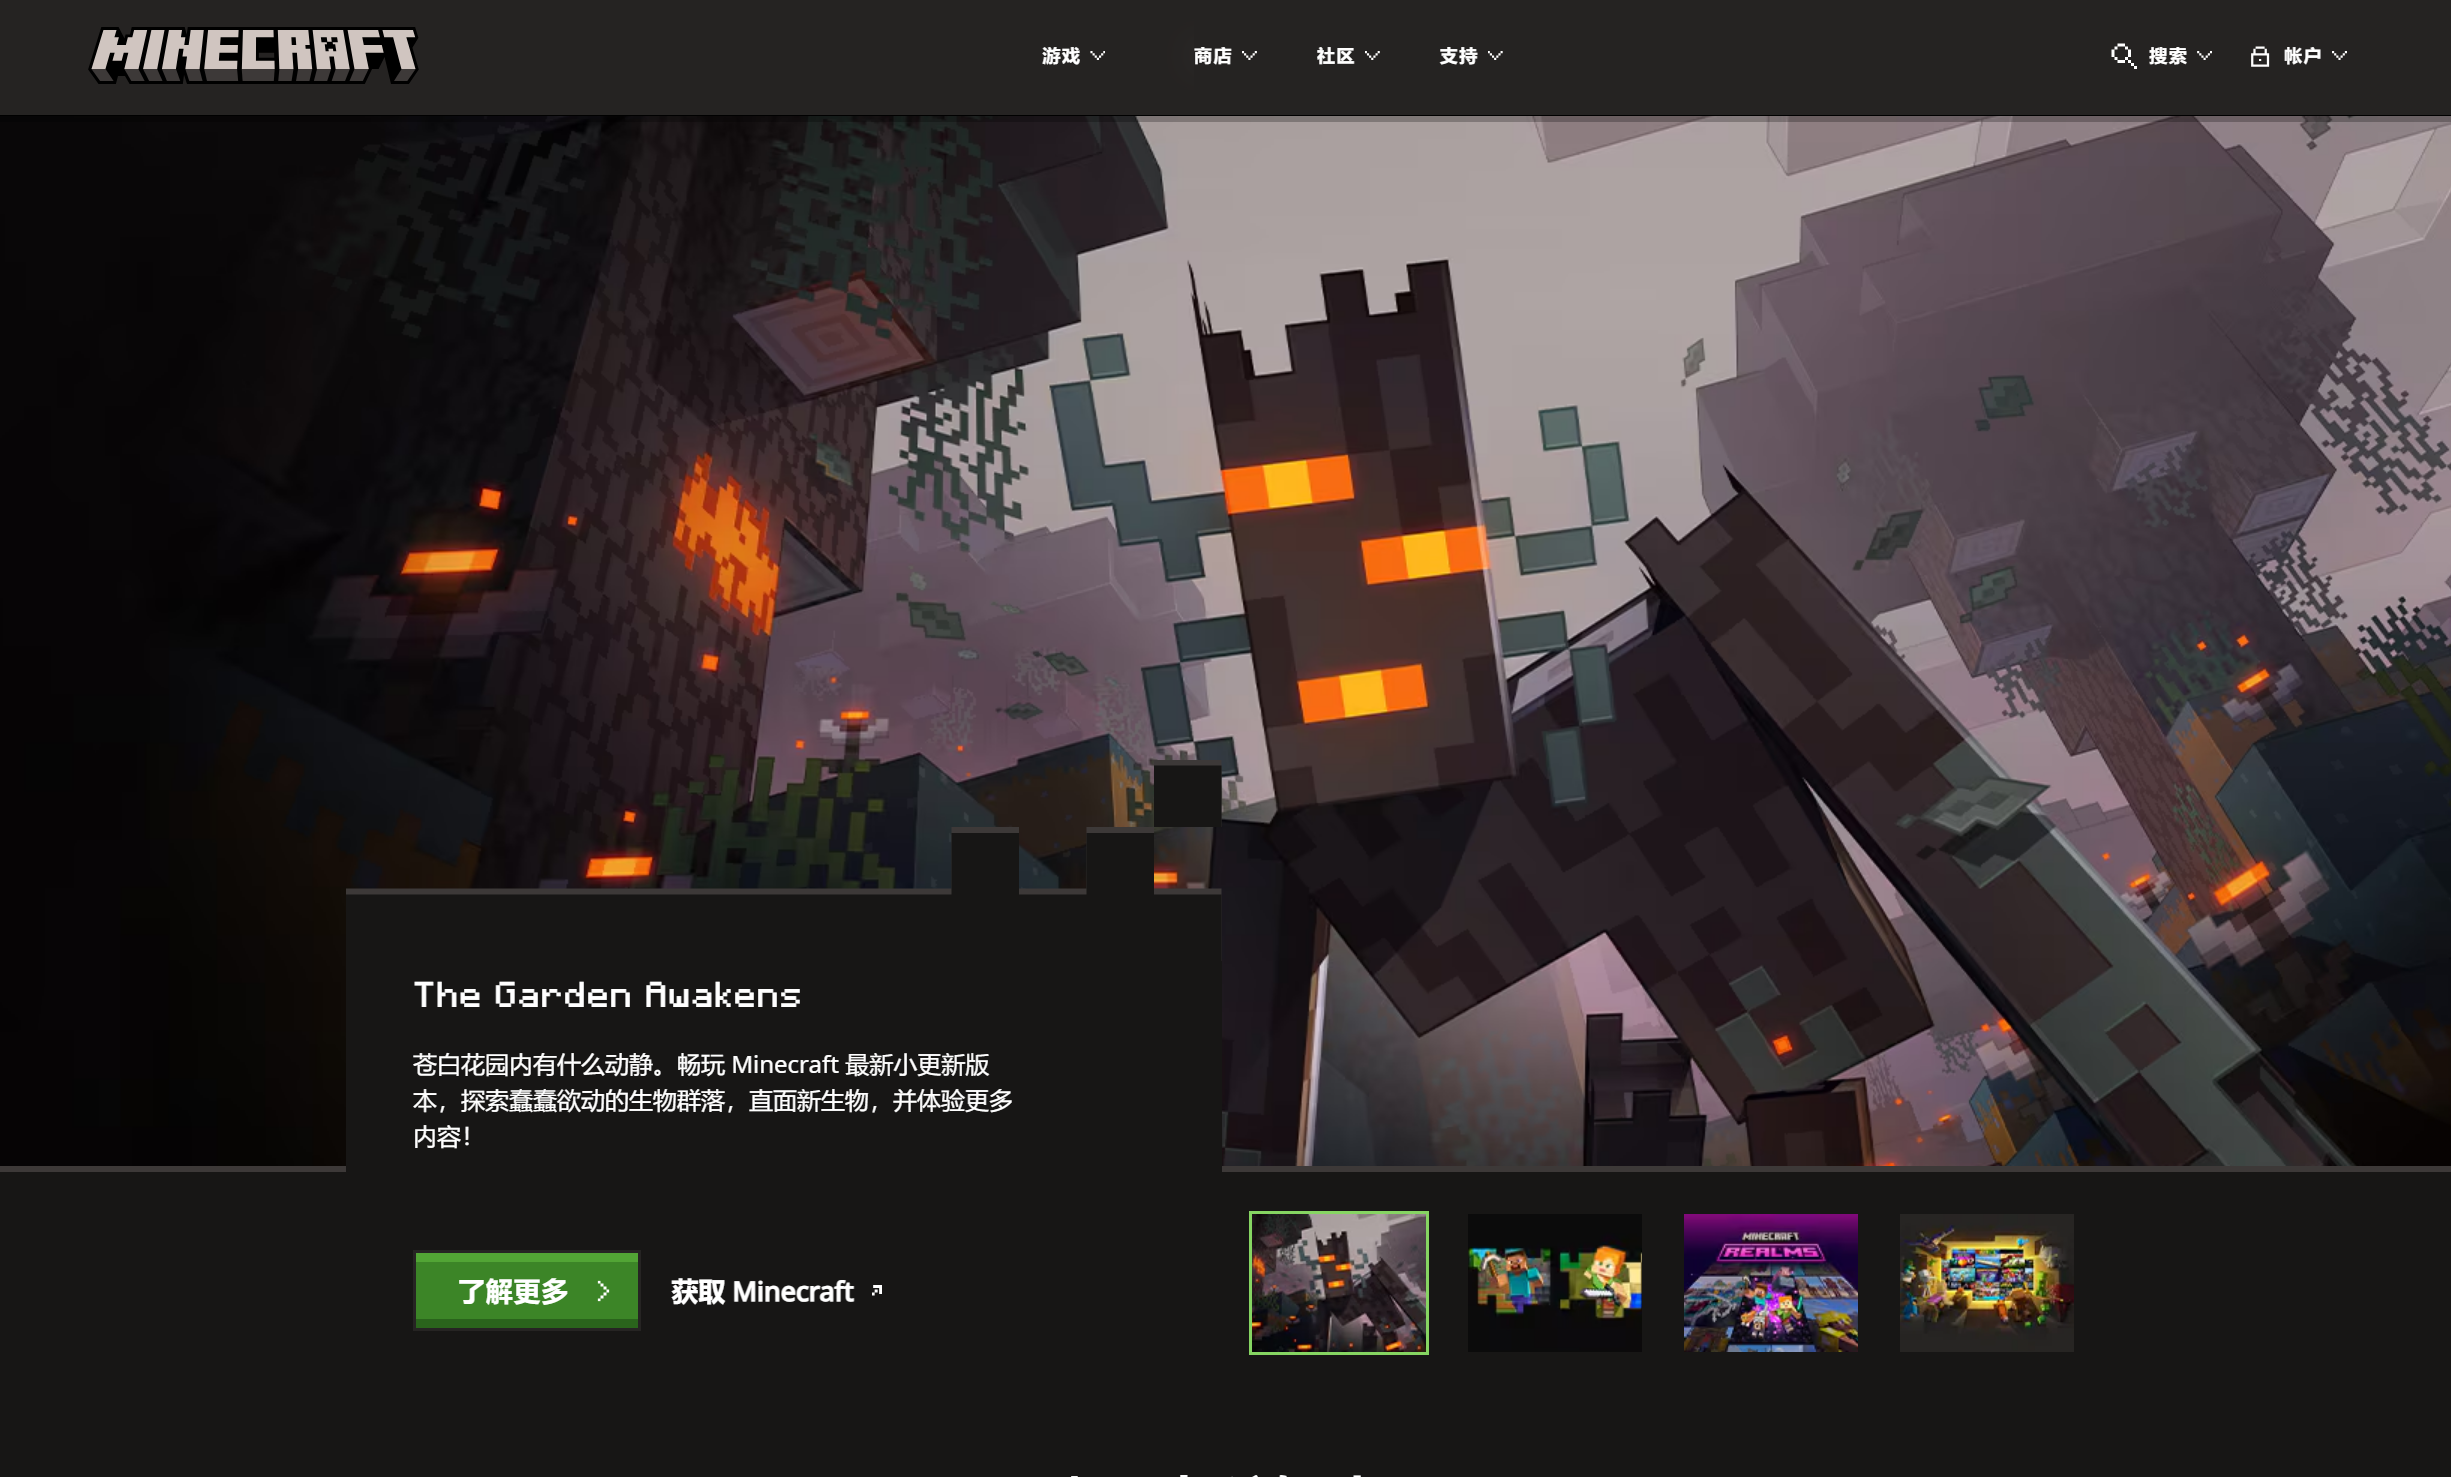 MINECRAFT
游戏
商店
社区
支持
搜索
帐户
The Garden Awakens
苍白花园内有什么动静。畅玩 Minecraft 最新小更新版
本，探索蠢蠢欲动的生物群落，直面新生物，并体验更多
内容！
了解更多
获取 Minecraft
MINECRAFT
REALMS